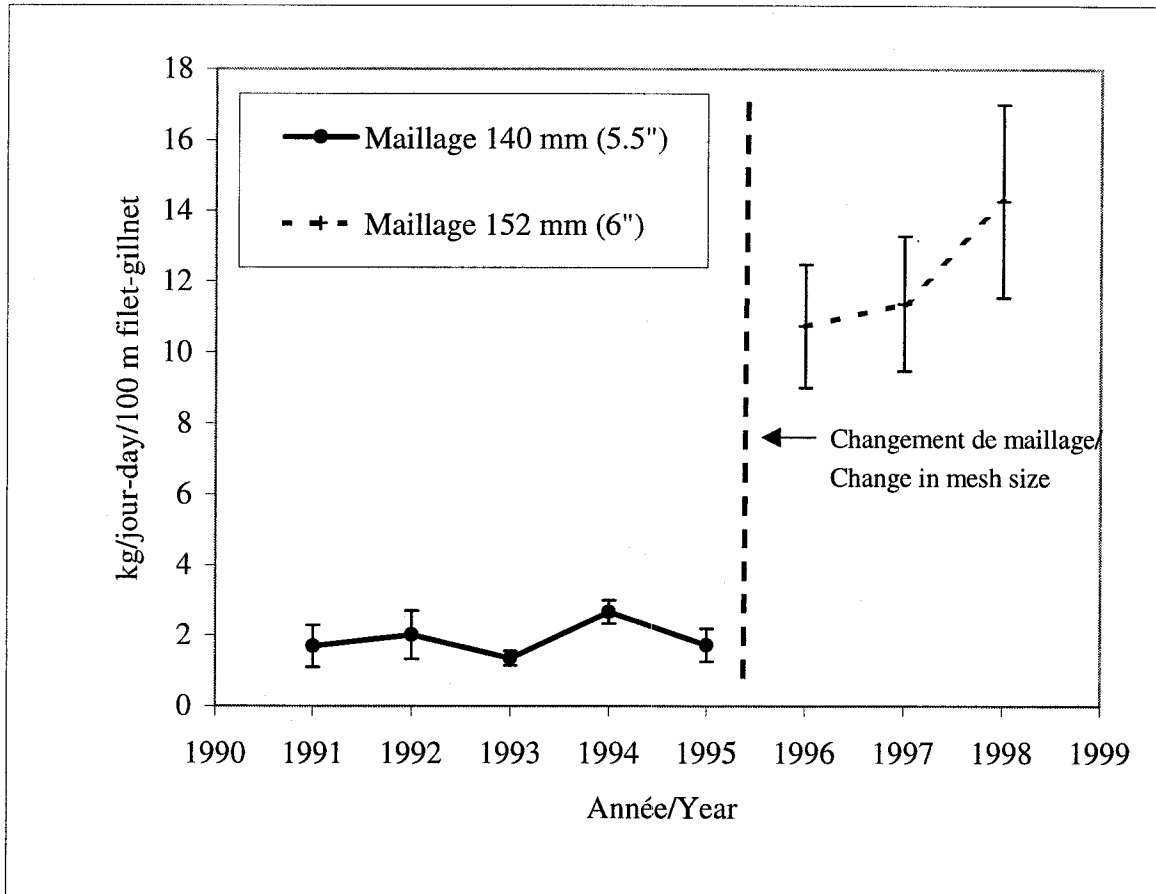 18
16
14
12
10
8
6
4
2
0
kg/jour-day/100 m filet-gillnet
Maillage 140 mm (5.5")
Maillage 152 mm (6")
Changement de maillage/
Change in mesh size
1990 1991 1992 1993 1994 1995 1996 1997 1998 1999
Année/Year